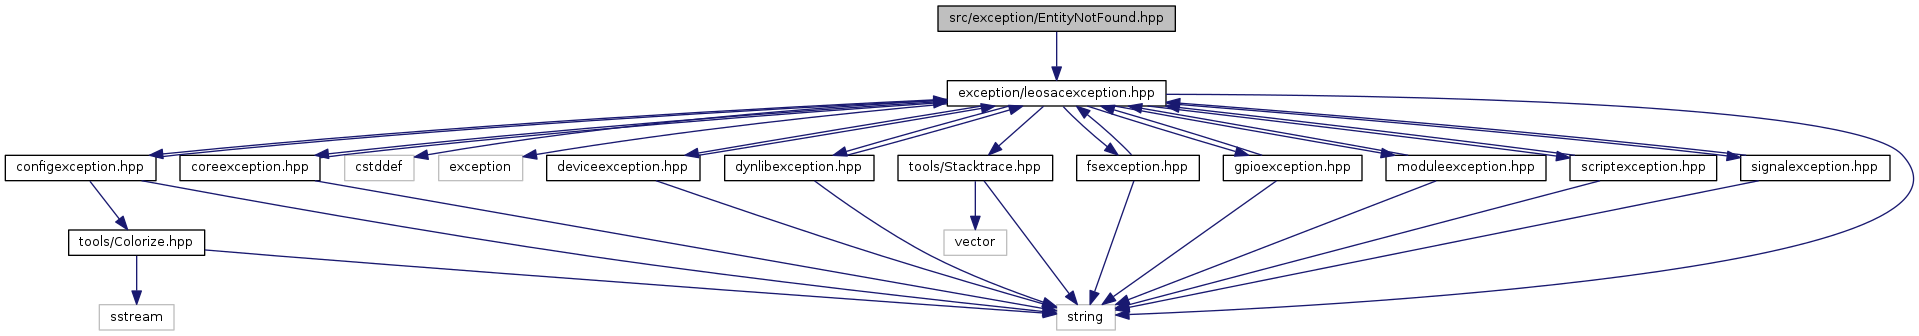 src/exception/EntityNotFound.hpp
exception/leosacexception.hpp
configexception.hpp
coreexception.hpp
cstddef
exception
deviceexception.hpp
dynlibexception.hpp
tools/Stacktrace.hpp
fsexception.hpp
gpioexception.hpp
moduleexception.hpp
scriptexception.hpp
signalexception.hpp
tools/Colorize.hpp
vector
sstream
string